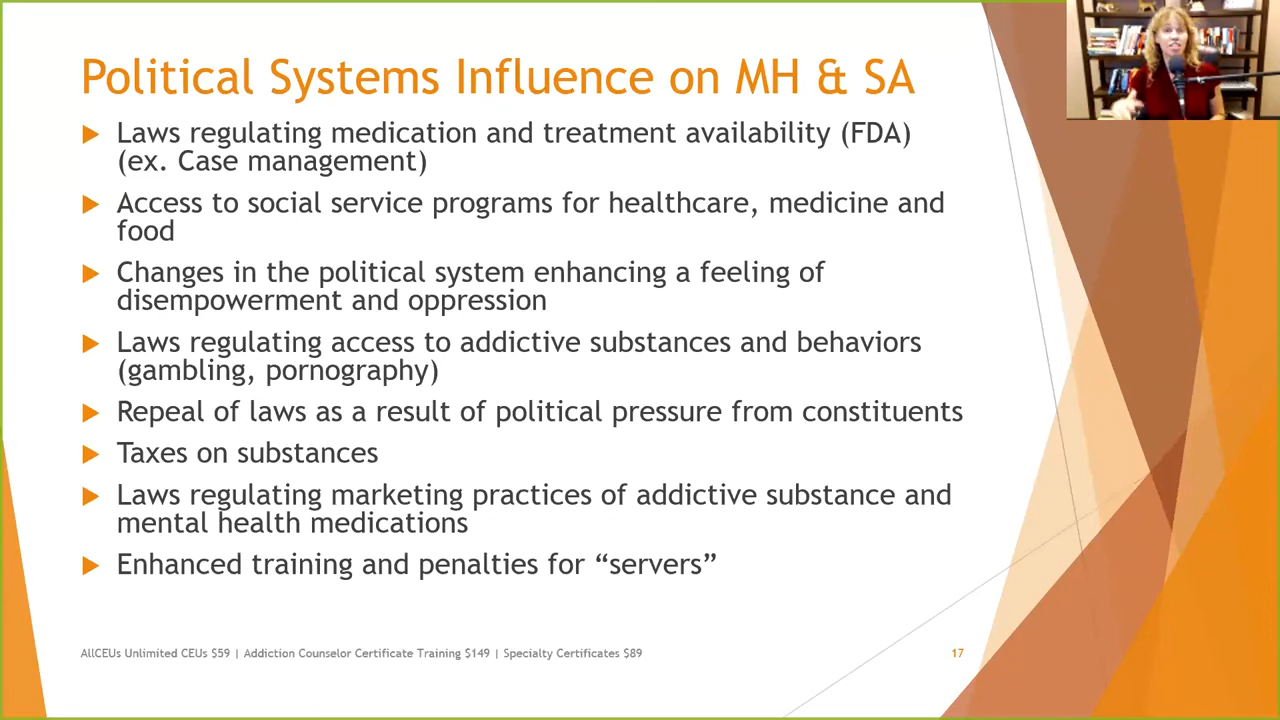 Political Systems Influence on MH & SA
Laws regulating medication and treatment availability (FDA)
(ex. Case management)
Access to social service programs for healthcare, medicine and
food
Changes in the political system enhancing a feeling of
disempowerment and oppression
Laws regulating access to addictive substances and behaviors
(gambling, pornography)
Repeal of laws as a result of political pressure from constituents
Taxes on substances
Laws regulating marketing practices of addictive substance and
mental health medications
Enhanced training and penalties for “servers”
AllCEUs Unlimited CEUs $59 | Addiction Counselor Certificate Training $149 | Specialty Certificates $89
17